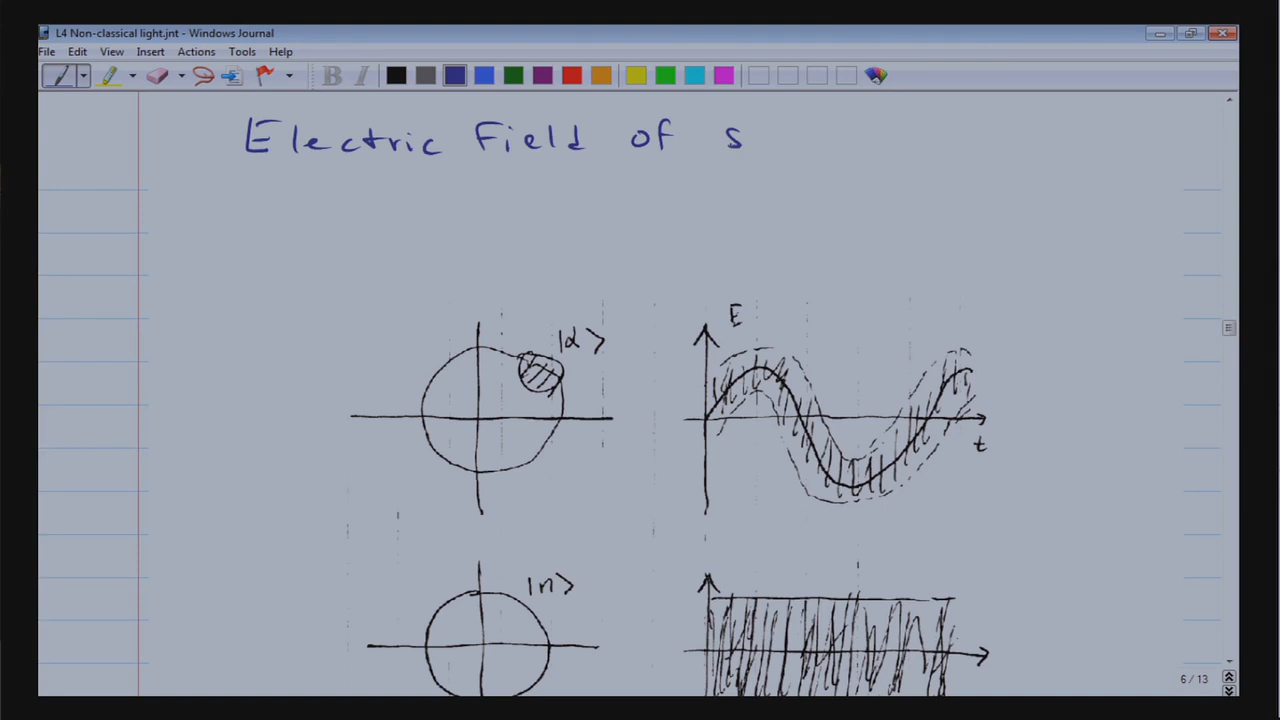 L4 Non-classical light.jnt - Windows Journal
File Edit View Insert Actions Tools Help
B I
Electric Field of s
|α>
E
t
|n>
6 / 13